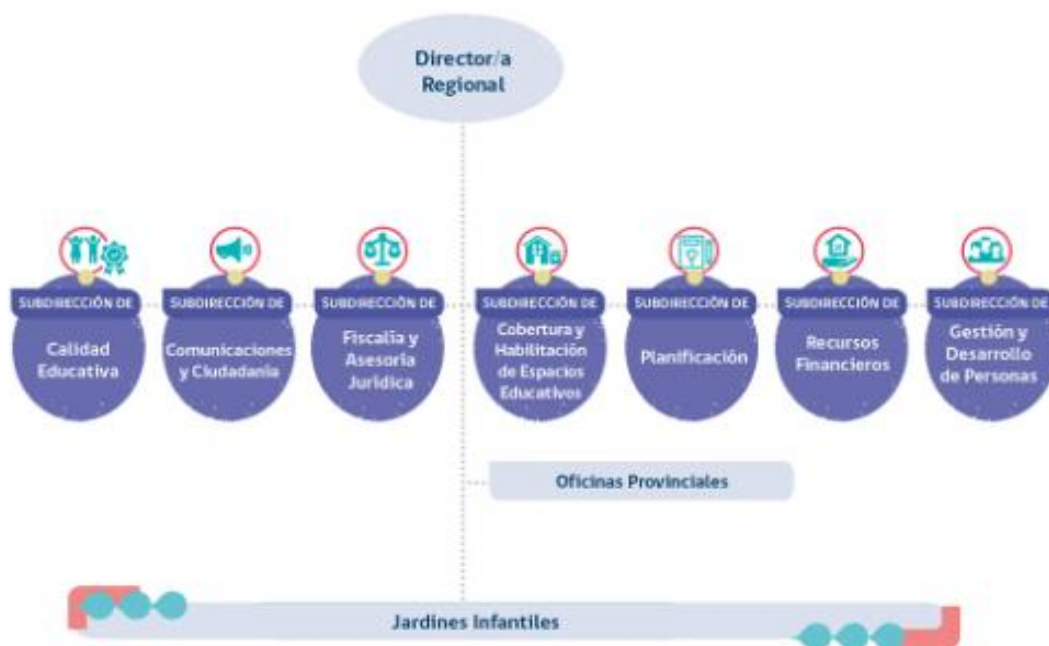 Director/a
Regional
SUBDIRECCIÓN DE
Calidad
Educativa
SUBDIRECCIÓN DE
Comunicaciones
y Ciudadanía
SUBDIRECCIÓN DE
Fiscalía y
Asesoría
Jurídica
SUBDIRECCIÓN DE
Cobertura y
Habilitación
de Espacios
Educativos
SUBDIRECCIÓN DE
Planificación
SUBDIRECCIÓN DE
Recursos
Financieros
SUBDIRECCIÓN DE
Gestión y
Desarrollo
de Personas
Oficinas Provinciales
Jardines Infantiles